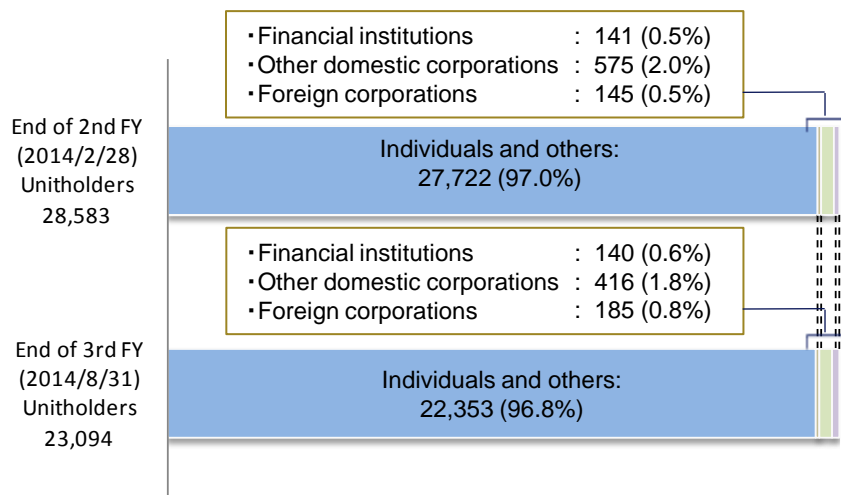 ・Financial institutions : 141 (0.5%)
・Other domestic corporations : 575 (2.0%)
・Foreign corporations : 145 (0.5%)
End of 2nd FY
(2014/2/28)
Unitholders
28,583
Individuals and others:
27,722 (97.0%)
・Financial institutions : 140 (0.6%)
・Other domestic corporations : 416 (1.8%)
・Foreign corporations : 185 (0.8%)
End of 3rd FY
(2014/8/31)
Unitholders
23,094
Individuals and others:
22,353 (96.8%)